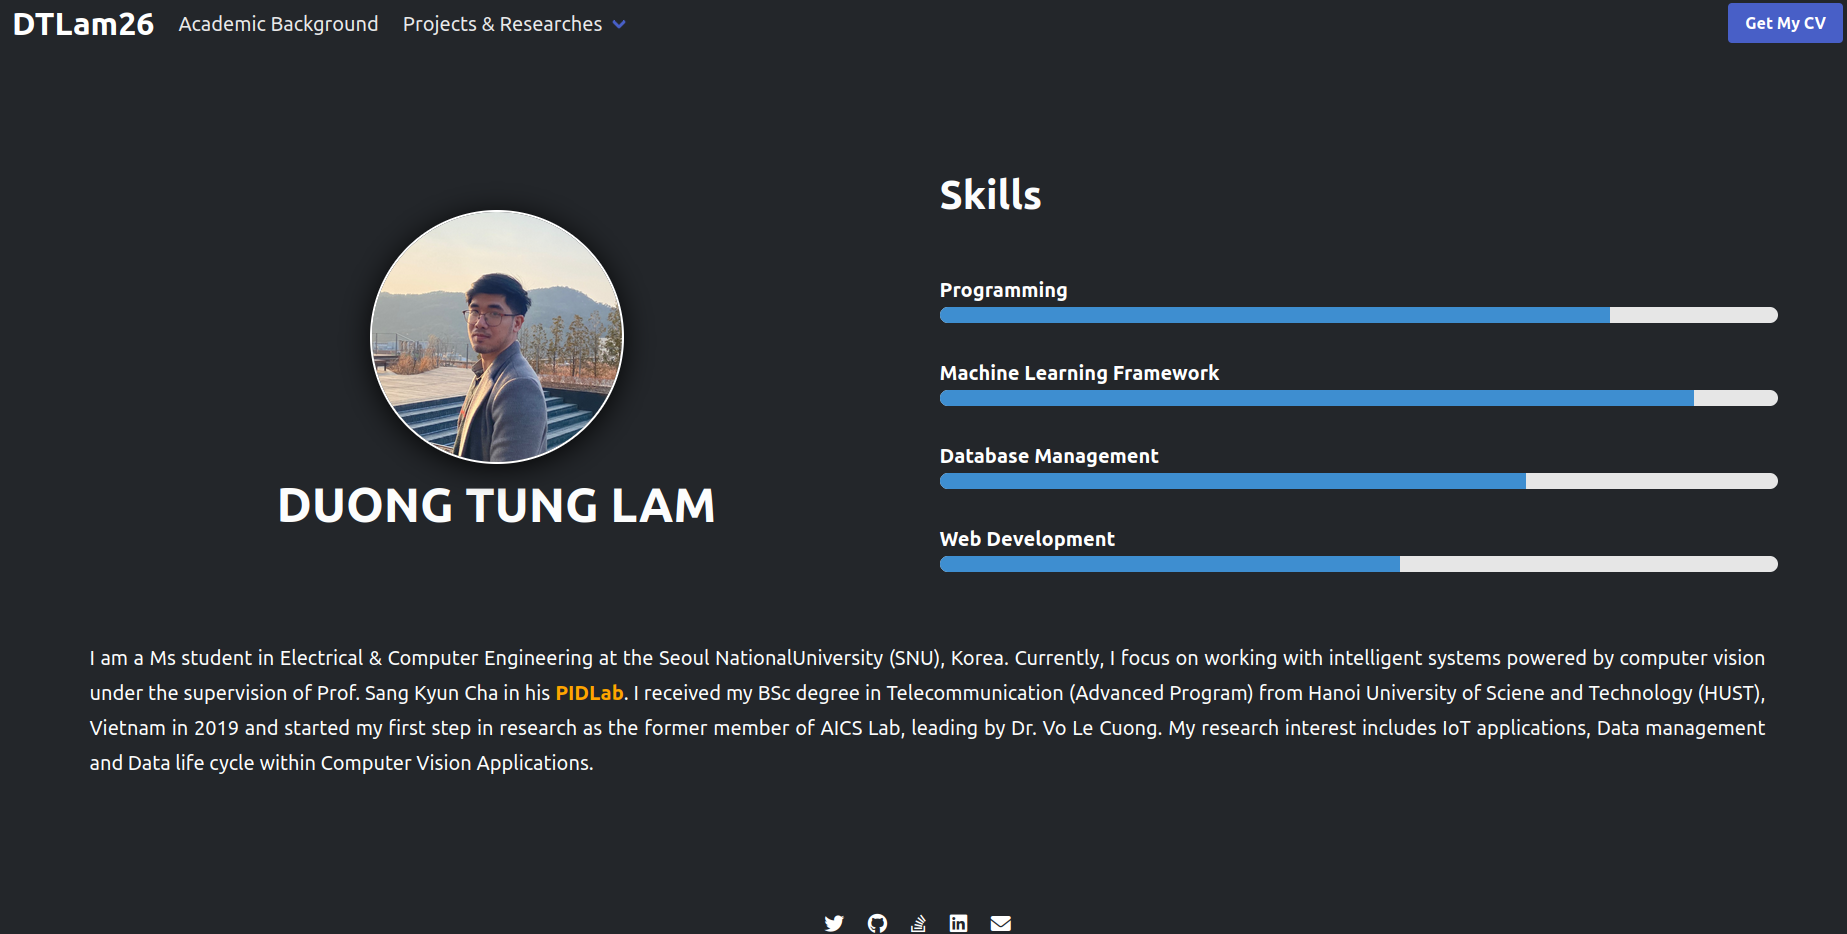 DTLam26 Academic Background Projects & Researches Get My CV
DUONG TUNG LAM
Skills
Programming
Machine Learning Framework
Database Management
Web Development
I am a Ms student in Electrical & Computer Engineering at the Seoul NationalUniversity (SNU), Korea. Currently, I focus on working with intelligent systems powered by computer vision
under the supervision of Prof. Sang Kyun Cha in his PIDLab. I received my BSc degree in Telecommunication (Advanced Program) from Hanoi University of Sciene and Technology (HUST),
Vietnam in 2019 and started my first step in research as the former member of AICS Lab, leading by Dr. Vo Le Cuong. My research interest includes IoT applications, Data management
and Data life cycle within Computer Vision Applications.